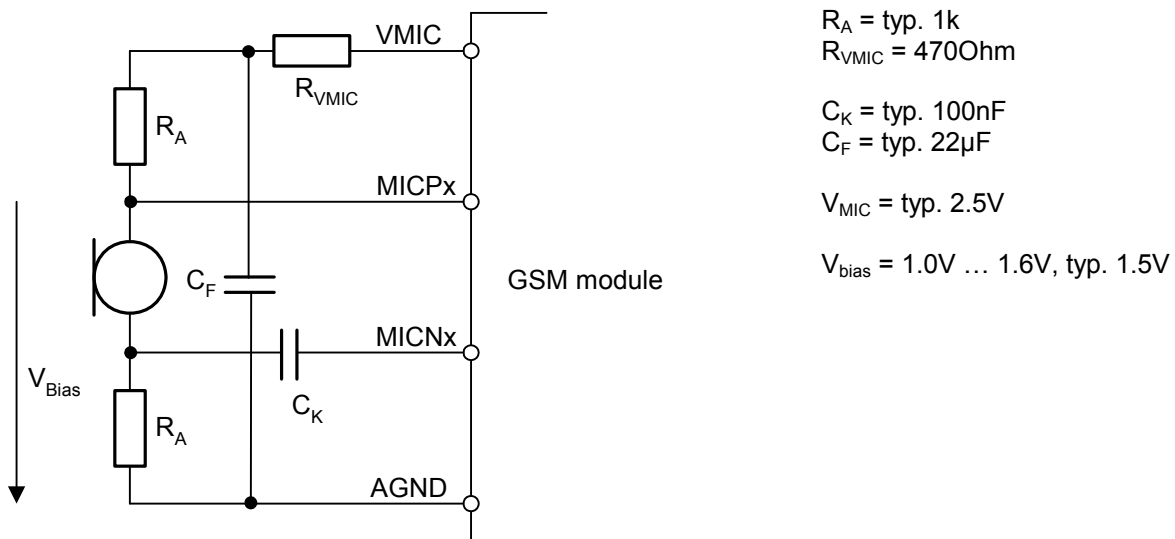 VMIC
R_VMIC
R_A
MICPx
C_F
GSM module
MICNx
V_Bias
C_K
R_A
AGND
R_A = typ. 1k
R_VMIC = 470Ohm
C_K = typ. 100nF
C_F = typ. 22µF
V_MIC = typ. 2.5V
V_bias = 1.0V … 1.6V, typ. 1.5V